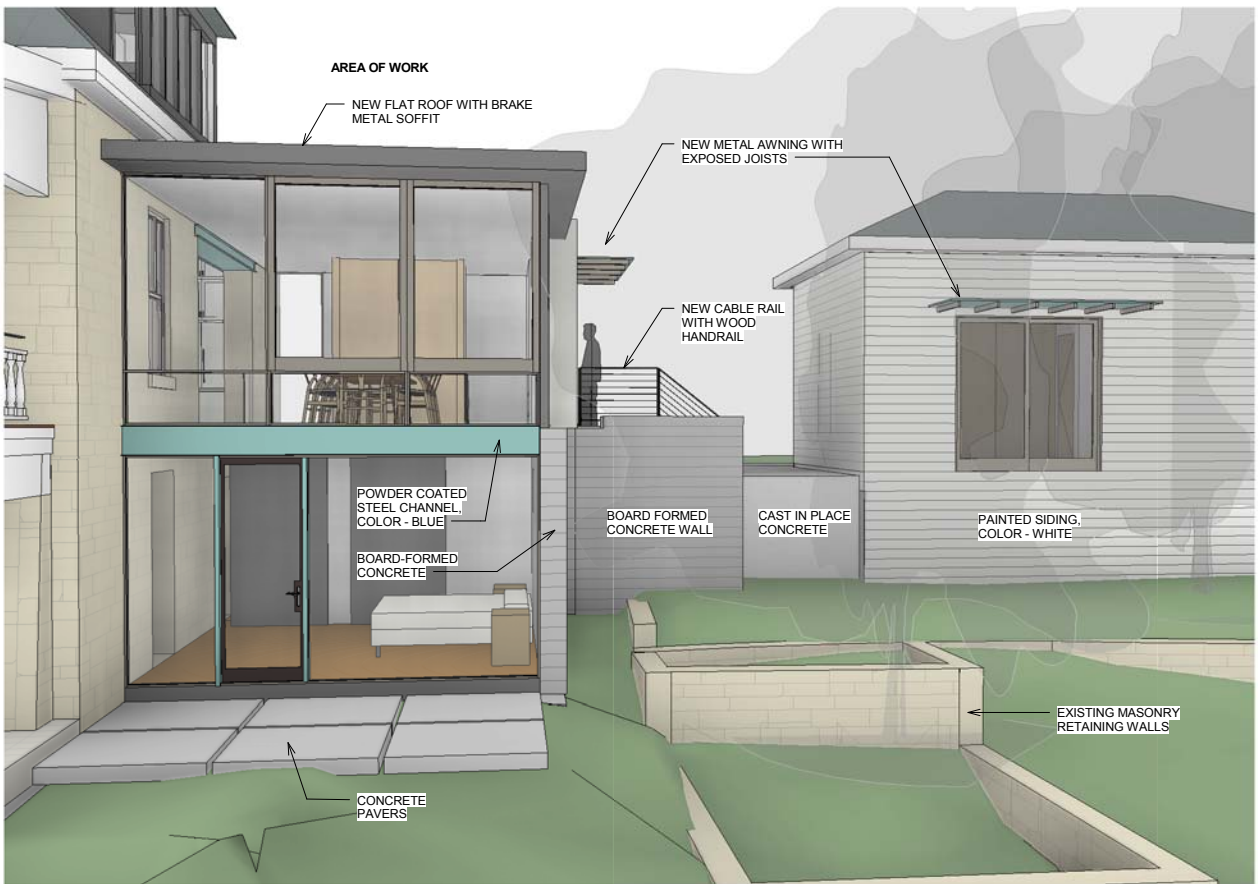 AREA OF WORK
NEW FLAT ROOF WITH BRAKE
METAL SOFFIT
NEW METAL AWNING WITH
EXPOSED JOISTS
NEW CABLE RAIL
WITH WOOD
HANDRAIL
POWDER COATED
STEEL CHANNEL,
COLOR - BLUE
BOARD-FORMED
CONCRETE
BOARD FORMED
CONCRETE WALL
CAST IN PLACE
CONCRETE
PAINTED SIDING,
COLOR - WHITE
EXISTING MASONRY
RETAINING WALLS
CONCRETE
PAVERS